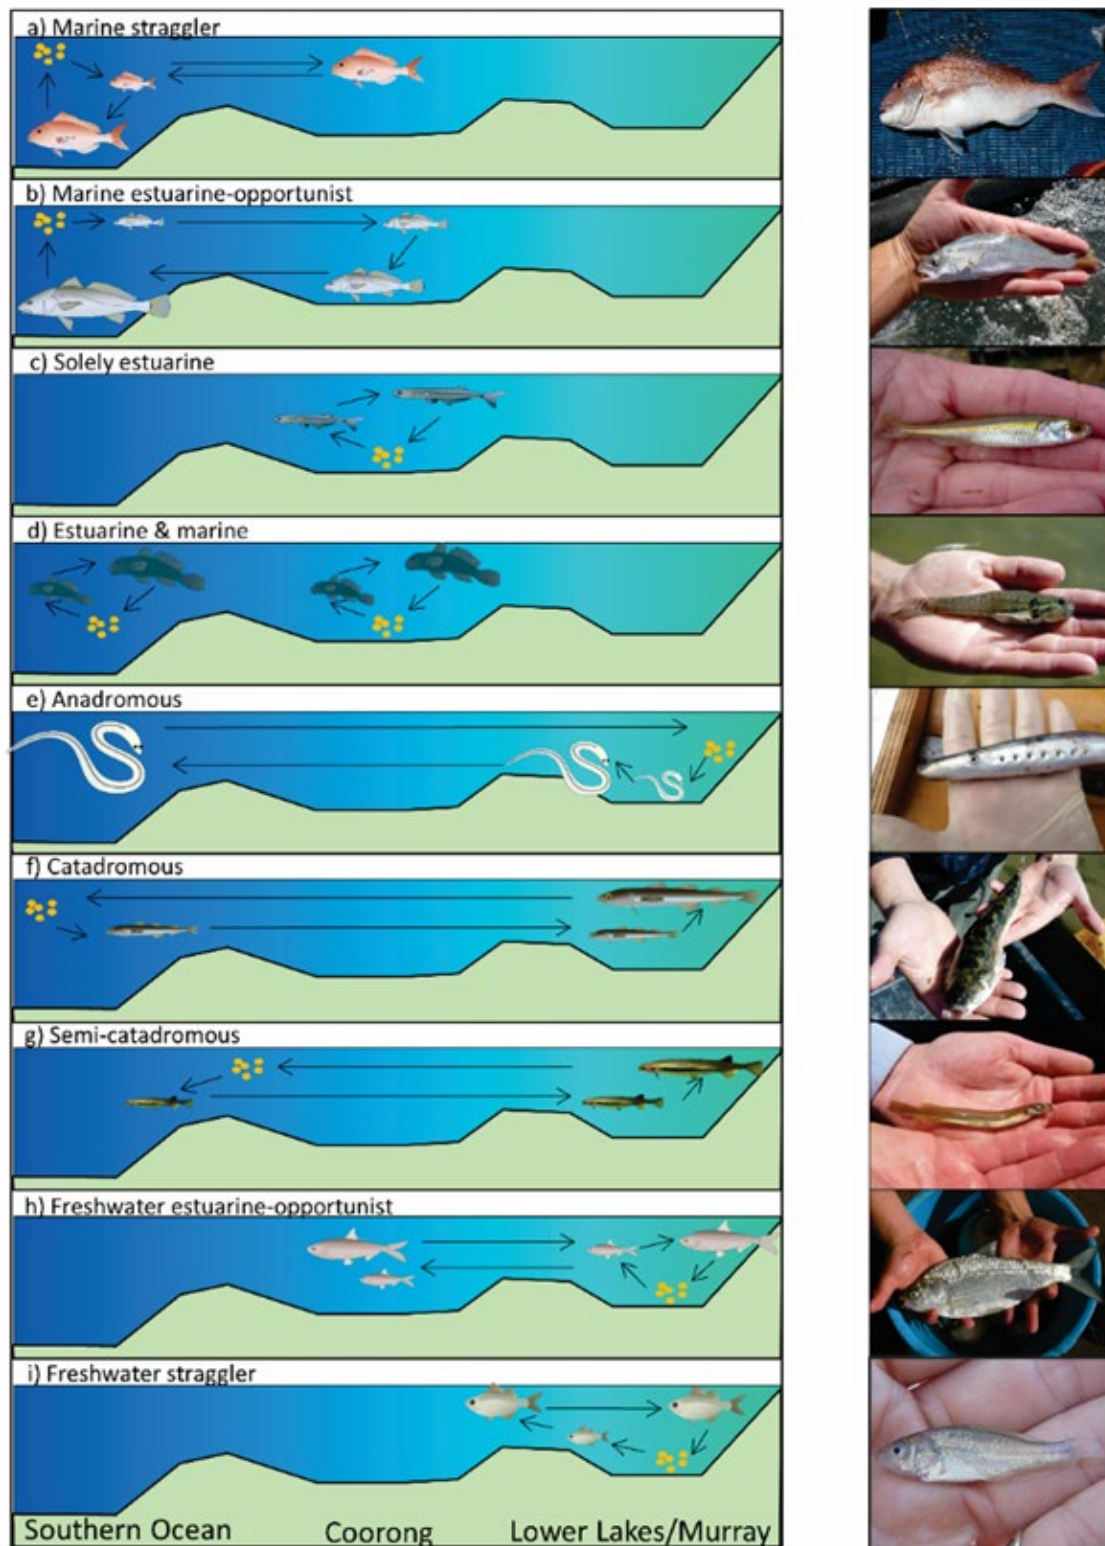 a) Marine straggler
b) Marine estuarine-opportunist
c) Solely estuarine
d) Estuarine & marine
e) Anadromous
f) Catadromous
g) Semi-catadromous
h) Freshwater estuarine-opportunist
i) Freshwater straggler
Southern Ocean Coorong Lower Lakes/Murray